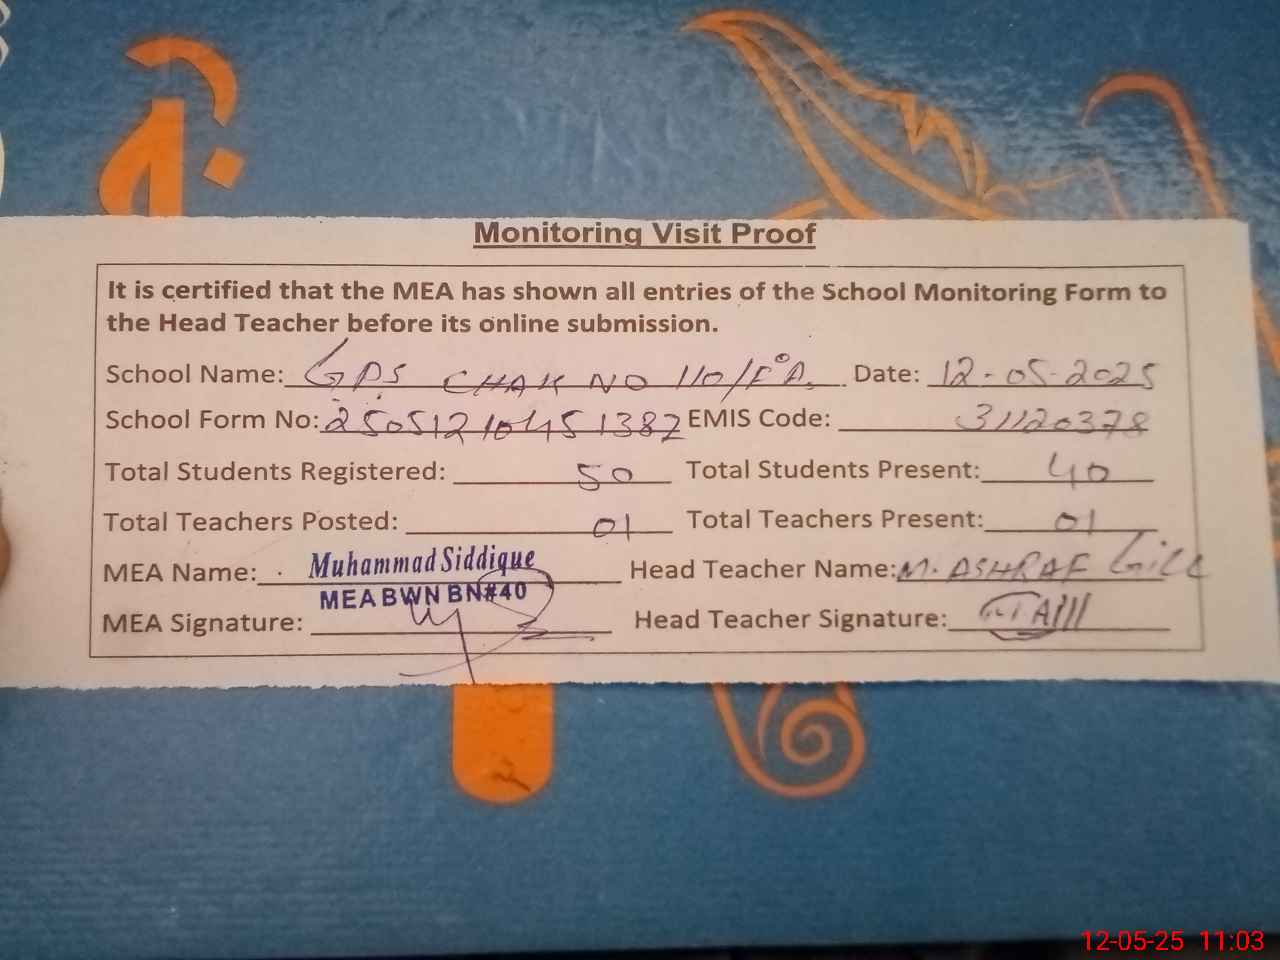 Monitoring Visit Proof
It is certified that the MEA has shown all entries of the School Monitoring Form to
the Head Teacher before its online submission.
School Name: GPS CHAK NO 110/F°A. Date: 12-05-2025
School Form No: 25051210451382 EMIS Code: 31120378
Total Students Registered: 50 Total Students Present: 40
Total Teachers Posted: 01 Total Teachers Present: 01
MEA Name: Muhammad Siddique Head Teacher Name: M. ASHRAF GILL
MEA BWN BN#40
MEA Signature: Head Teacher Signature:
12-05-25 11:03